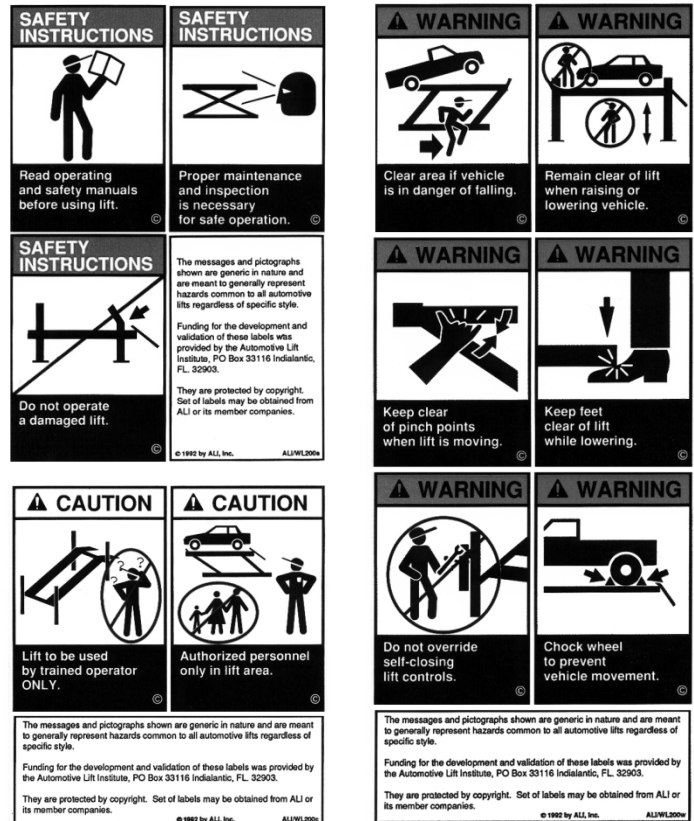 SAFETY
INSTRUCTIONS
Read operating
and safety manuals
before using lift.
©
SAFETY
INSTRUCTIONS
Proper maintenance
and inspection
is necessary
for safe operation.
©
SAFETY
INSTRUCTIONS
Do not operate
a damaged lift.
©
The messages and pictographs
shown are generic in nature and
are meant to generally represent
hazards common to all automotive
lifts regardless of specific style.
Funding for the development and
validation of these labels was
provided by the Automotive Lift
Institute, PO Box 33116 Indialantic,
FL. 32903.
They are protected by copyright.
Set of labels may be obtained from
ALI or its member companies.
© 1992 by ALI, Inc. ALI/WL200s
CAUTION
? ? ?
Lift to be used
by trained operator
ONLY.
©
CAUTION
Authorized personnel
only in lift area.
©
The messages and pictographs shown are generic in nature and are meant
to generally represent hazards common to all automotive lifts regardless of
specific style.
Funding for the development and validation of these labels was provided by
the Automotive Lift Institute, PO Box 33116 Indialantic, FL. 32903.
They are protected by copyright. Set of labels may be obtained from ALI or
its member companies.
© 1992 by ALI, Inc. ALI/WL200c
WARNING
Clear area if vehicle
is in danger of falling.
©
WARNING
Remain clear of lift
when raising or
lowering vehicle.
©
WARNING
Keep clear
of pinch points
when lift is moving.
©
WARNING
Keep feet
clear of lift
while lowering.
©
WARNING
Do not override
self-closing
lift controls.
©
WARNING
Chock wheel
to prevent
vehicle movement.
©
The messages and pictographs shown are generic in nature and are meant
to generally represent hazards common to all automotive lifts regardless of
specific style.
Funding for the development and validation of these labels was provided by
the Automotive Lift Institute, PO Box 33116 Indialantic, FL. 32903.
They are protected by copyright. Set of labels may be obtained from ALI or
its member companies.
© 1992 by ALI, Inc. ALI/WL200w